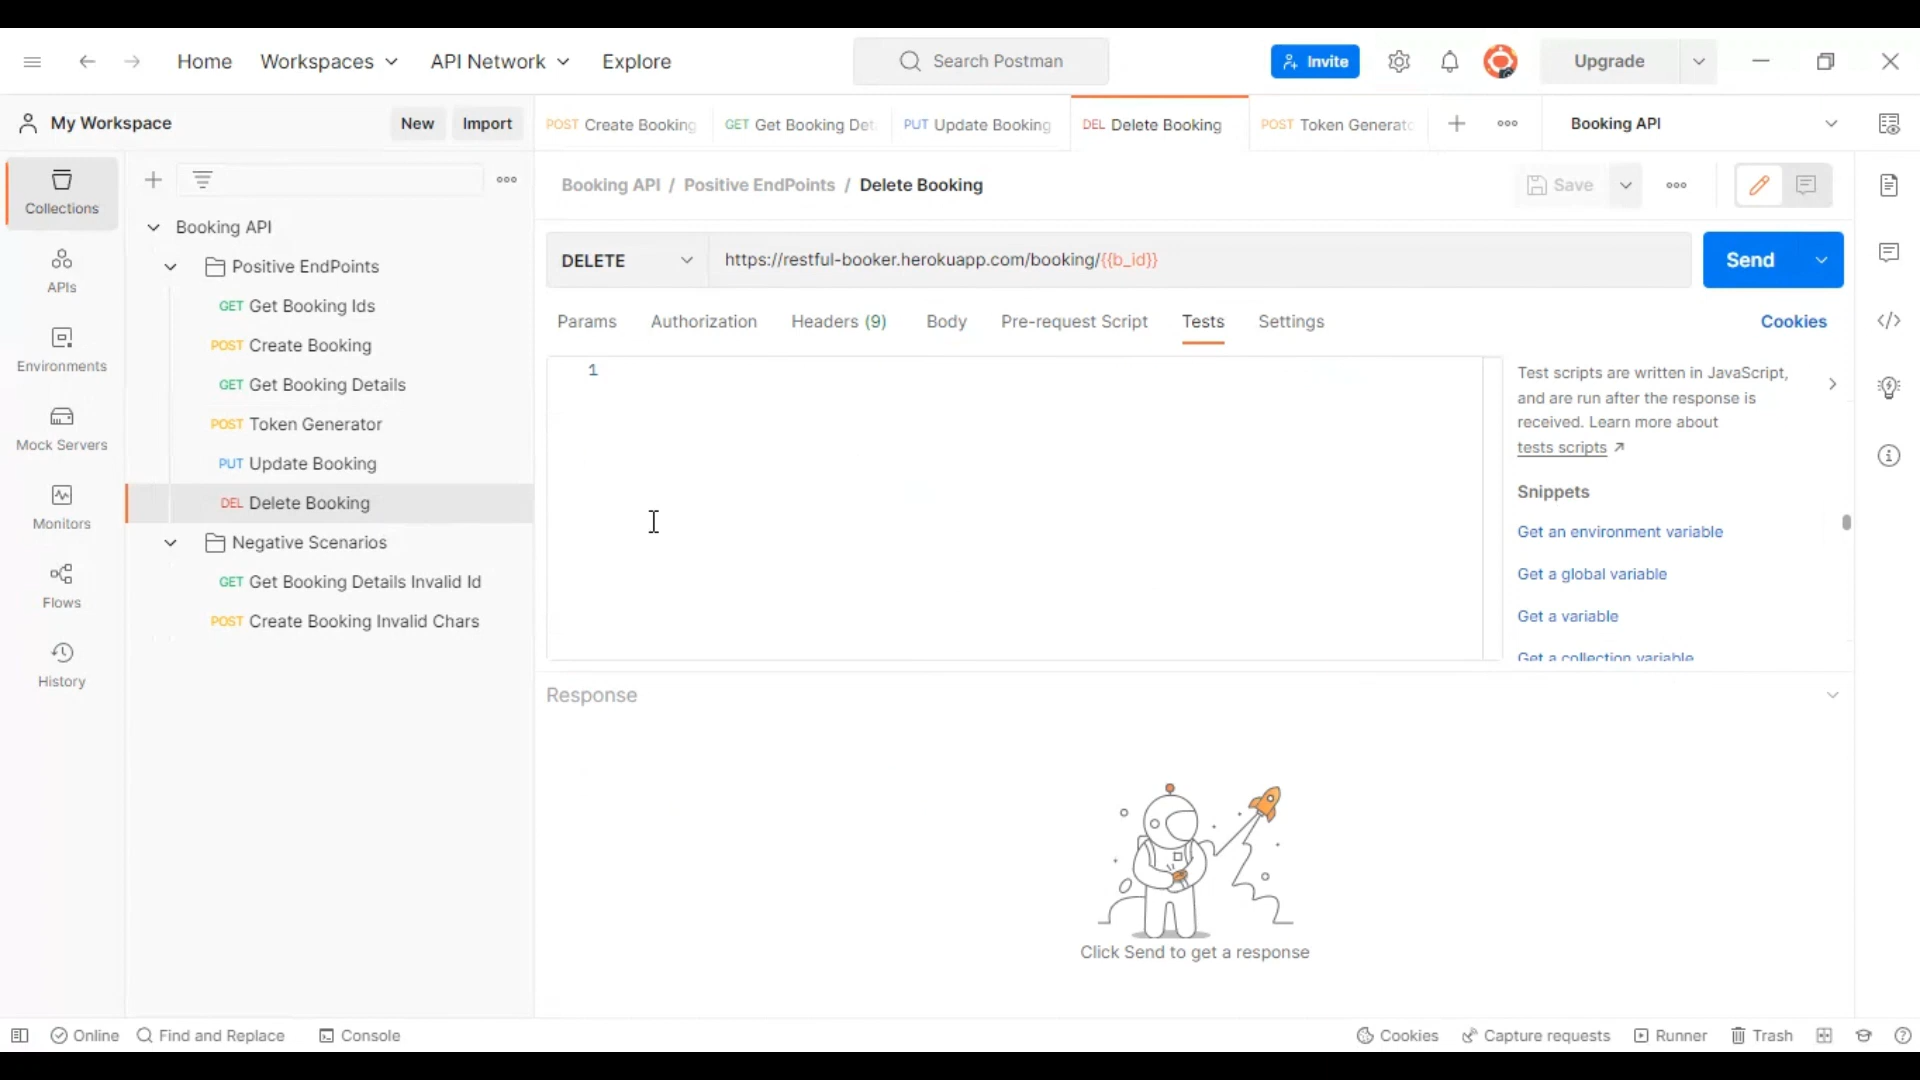 Home Workspaces API Network Explore Search Postman Invite Upgrade
My Workspace New Import POST Create Booking GET Get Booking Det PUT Update Booking DEL Delete Booking POST Token Generato Booking API
Collections
APIs
Environments
Mock Servers
Monitors
Flows
History
Booking API
Positive EndPoints
GET Get Booking Ids
POST Create Booking
GET Get Booking Details
POST Token Generator
PUT Update Booking
DEL Delete Booking
Negative Scenarios
GET Get Booking Details Invalid Id
POST Create Booking Invalid Chars
Booking API / Positive EndPoints / Delete Booking Save
DELETE https://restful-booker.herokuapp.com/booking/{{b_id}} Send
Params Authorization Headers (9) Body Pre-request Script Tests Settings Cookies
1
Test scripts are written in JavaScript,
and are run after the response is
received. Learn more about
tests scripts
Snippets
Get an environment variable
Get a global variable
Get a variable
Get a collection variable
Response
Click Send to get a response
Online Find and Replace Console Cookies Capture requests Runner Trash